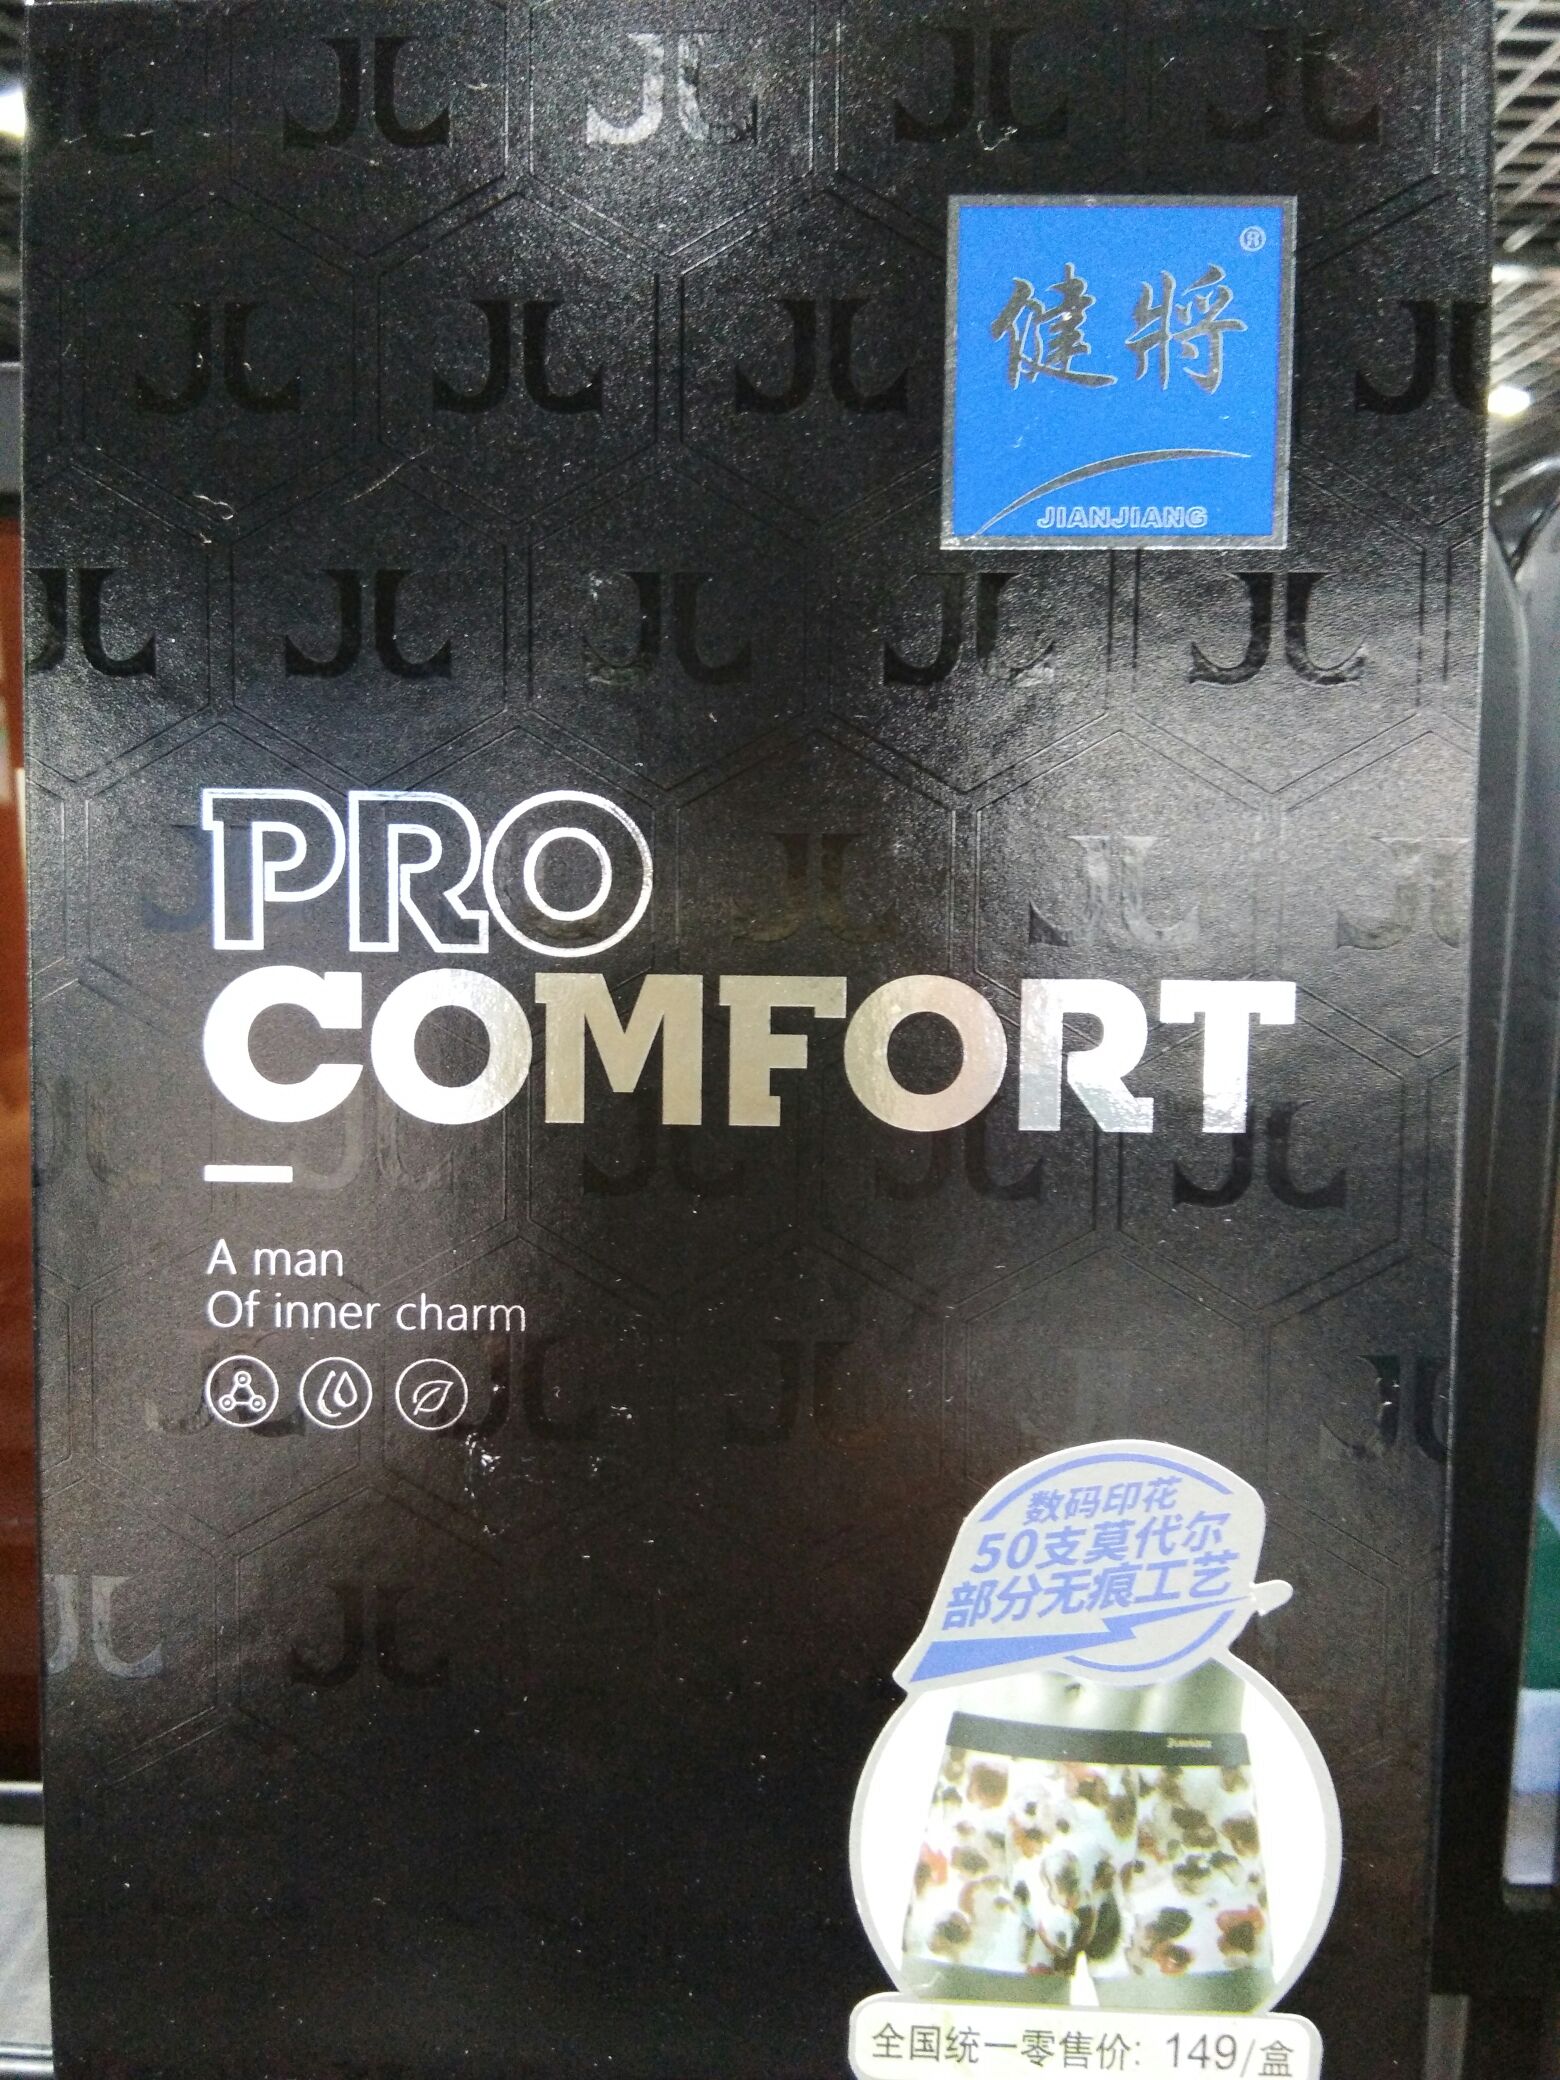 健將®
JIANJIANG
PRO
COMFORT
A man
Of inner charm
数码印花
50支莫代尔
部分无痕工艺
全国统一零售价: 149/盒